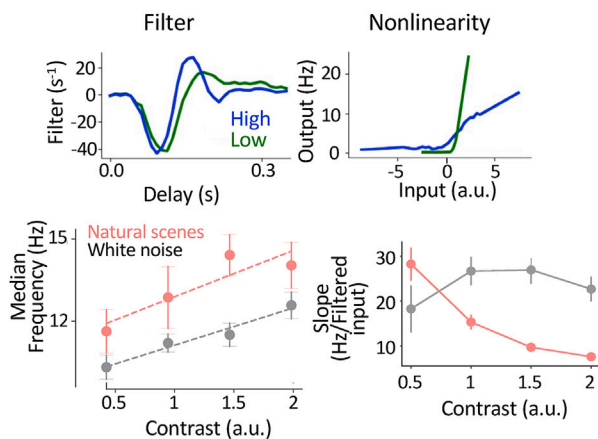 Filter
Nonlinearity
Filter (s⁻¹)
20
0
-40
High
Low
0.0
0.3
Delay (s)
Output (Hz)
20
10
0
-5
5
Input (a.u.)
Natural scenes
White noise
Median
Frequency (Hz)
15
12
0.5
1
1.5
2
Contrast (a.u.)
Slope
(Hz/Filtered
input)
30
20
10
0.5
1
1.5
2
Contrast (a.u.)